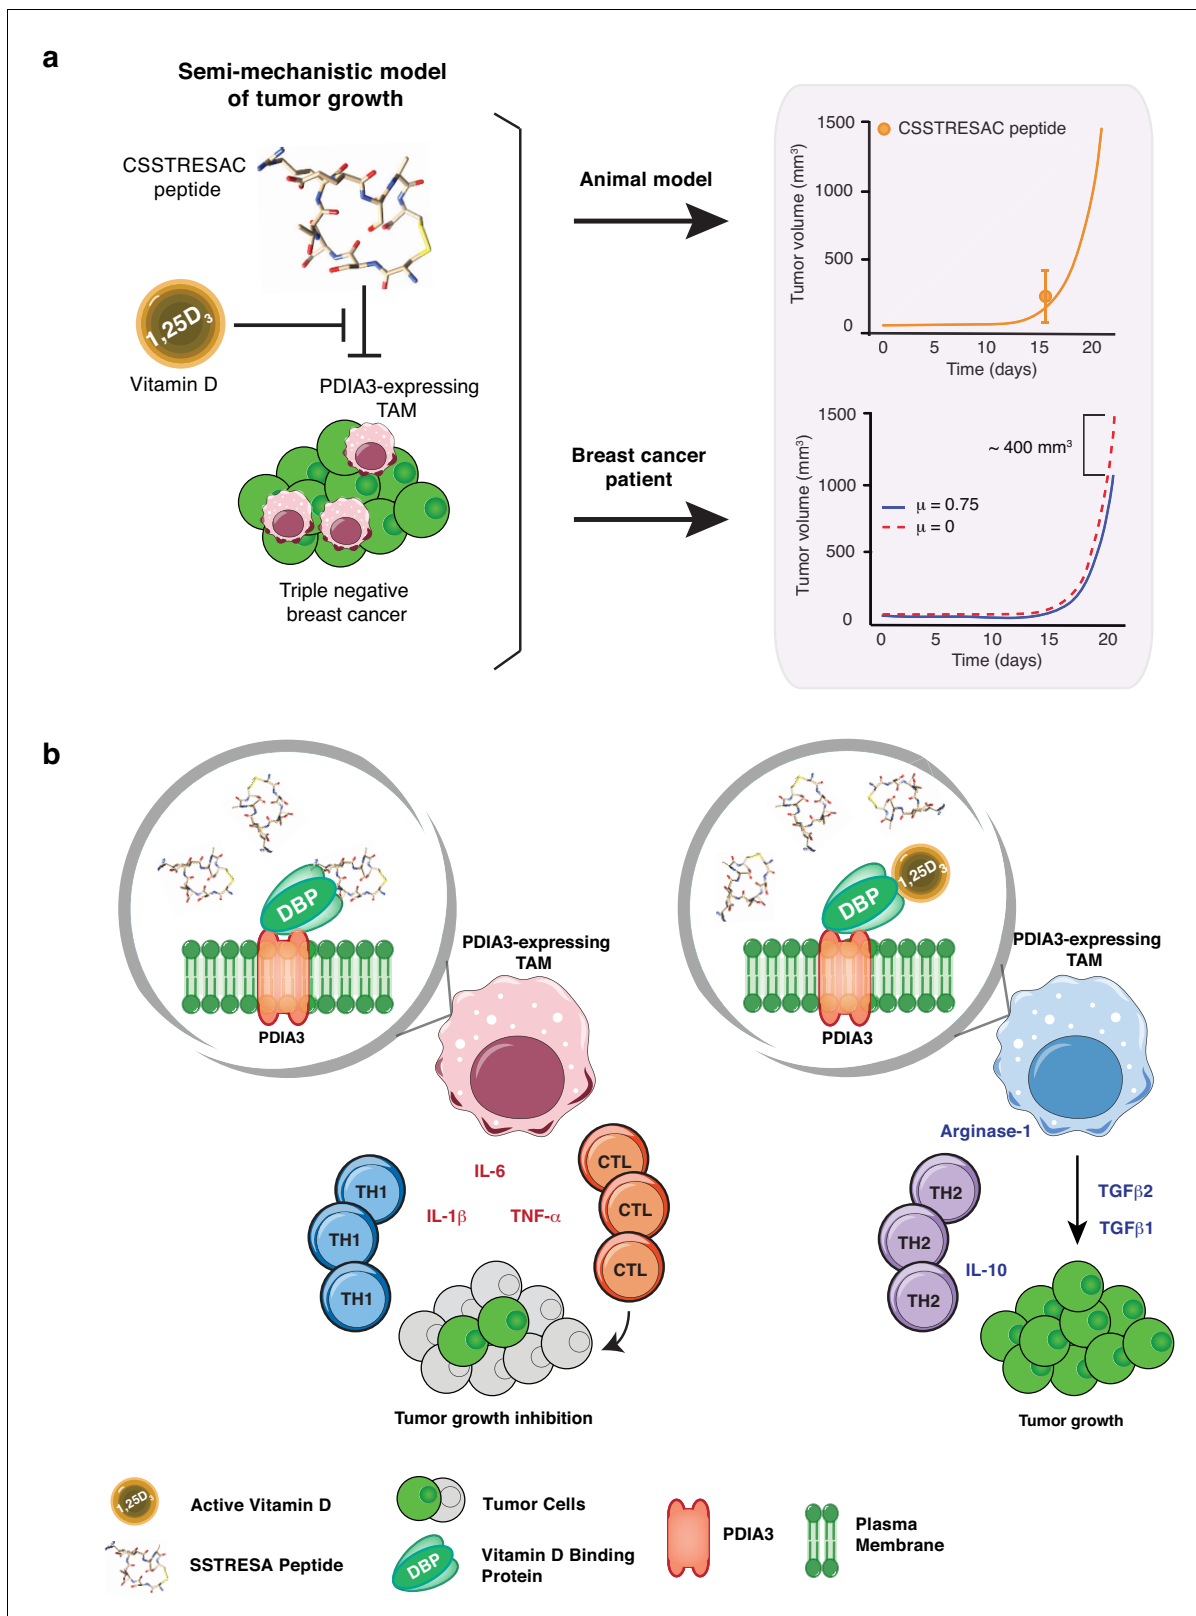 a
Semi-mechanistic model
of tumor growth
CSSTRESAC
peptide
1,25D3
Vitamin D
PDIA3-expressing
TAM
Triple negative
breast cancer
Animal model
Breast cancer
patient
Tumor volume (mm³)
1500
1000
500
0
CSSTRESAC peptide
0 5 10 15 20
Time (days)
Tumor volume (mm³)
1500
1000
500
0
~ 400 mm³
μ = 0.75
μ = 0
0 5 10 15 20
Time (days)
b
DBP
PDIA3
PDIA3-expressing
TAM
IL-6
IL-1β
TNF-α
TH1
TH1
TH1
CTL
CTL
CTL
Tumor growth inhibition
1,25D3
DBP
PDIA3
PDIA3-expressing
TAM
Arginase-1
TGFβ2
TGFβ1
TH2
TH2
TH2
IL-10
Tumor growth
1,25D3
Active Vitamin D
Tumor Cells
PDIA3
Plasma
Membrane
SSTRESA Peptide
DBP
Vitamin D Binding
Protein